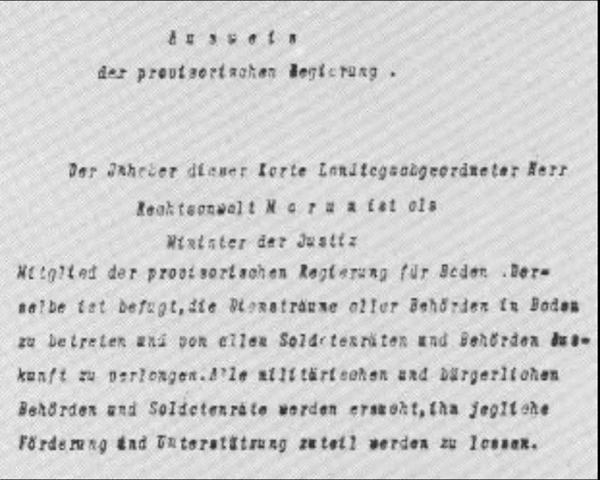 A u s w e i s
der provisorischen Regierung .
Der Inhaber dieser Karte Landtagsabgeordneter Herr
Rechtsanwalt M a r u m ist als
Minister der Justiz
Mitglied der provisorischen Regierung für Baden .Der=
selbe ist befugt,die Diensträume aller Behörden in Baden
zu betreten und von allen Soldatenräten und Behörden Aus=
kunft zu verlangen.Alle militärischen und bürgerlichen
Behörden und Soldatenräte werden ersucht,ihm jegliche
Förderung und Unterstützung zuteil werden zu lassen.